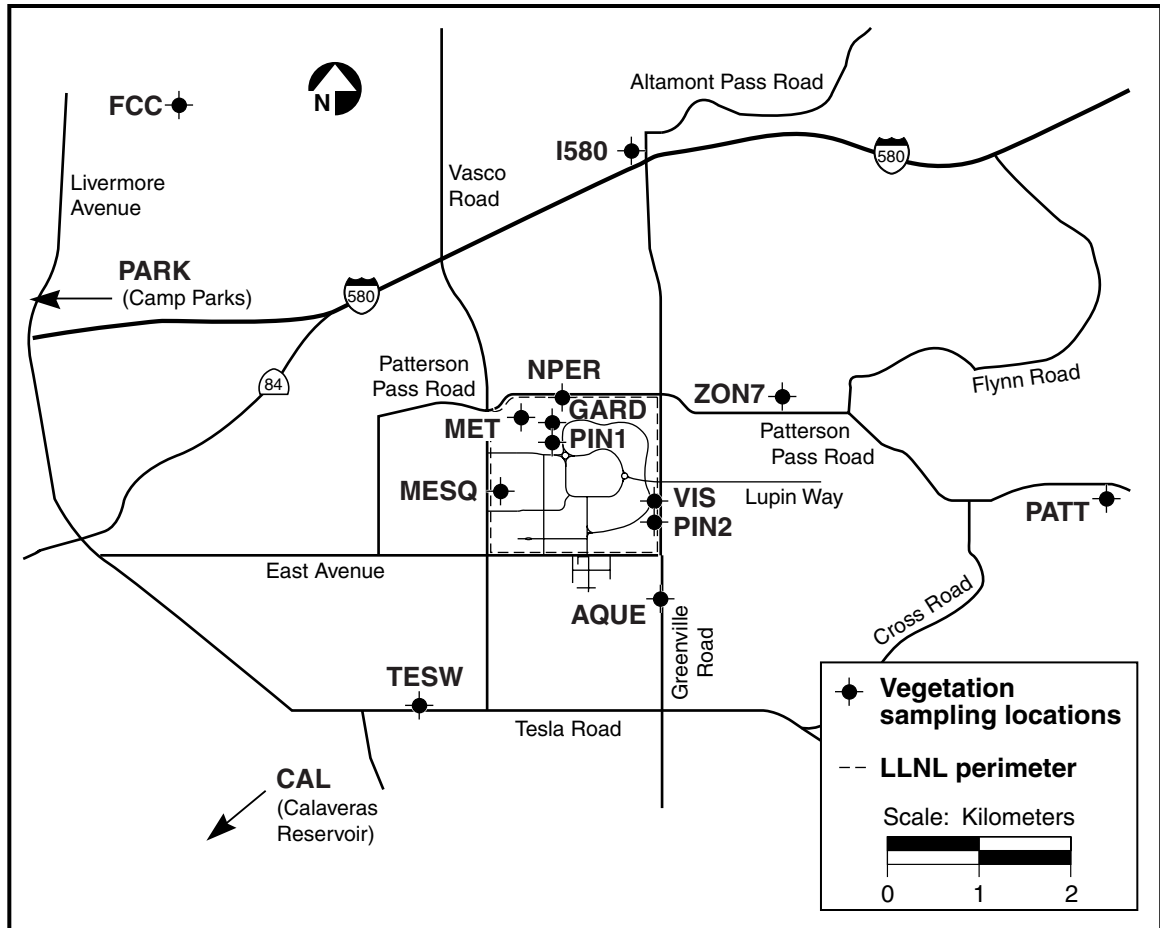 Altamont Pass Road
FCC
N
I580
580
Livermore
Avenue
Vasco
Road
PARK
(Camp Parks)
580
84
Patterson
Pass Road
NPER
ZON7
Flynn Road
MET
GARD
PIN1
Patterson
Pass Road
MESQ
VIS
Lupin Way
PATT
PIN2
East Avenue
AQUE
Greenville
Road
Cross Road
TESW
Tesla Road
CAL
(Calaveras
Reservoir)
Vegetation
sampling locations
LLNL perimeter
Scale: Kilometers
0 1 2